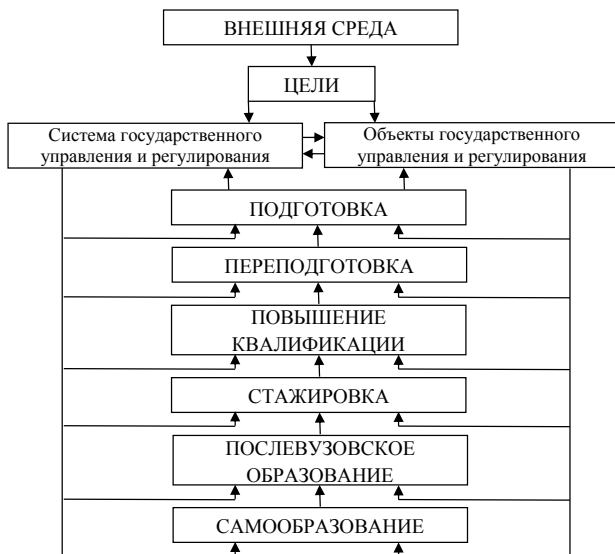 ВНЕШНЯЯ СРЕДА
ЦЕЛИ
Система государственного
управления и регулирования
Объекты государственного
управления и регулирования
ПОДГОТОВКА
ПЕРЕПОДГОТОВКА
ПОВЫШЕНИЕ
КВАЛИФИКАЦИИ
СТАЖИРОВКА
ПОСЛЕВУЗОВСКОЕ
ОБРАЗОВАНИЕ
САМООБРАЗОВАНИЕ